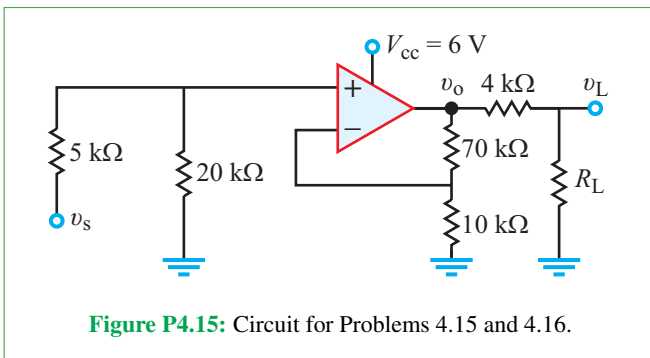 V_cc = 6 V
v_o 4 kΩ v_L
+
−
5 kΩ
20 kΩ
70 kΩ
R_L
v_s
10 kΩ
Figure P4.15: Circuit for Problems 4.15 and 4.16.